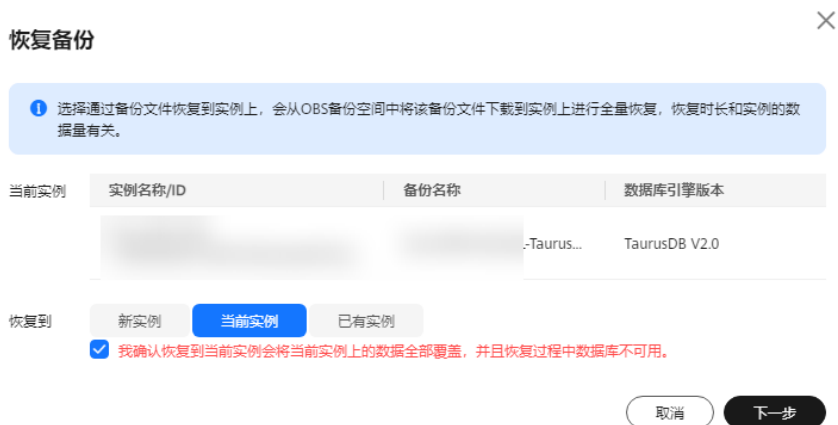 恢复备份
选择通过备份文件恢复到实例上，会从OBS备份空间中将该备份文件下载到实例上进行全量恢复，恢复时长和实例的数
据量有关。
当前实例 实例名称/ID 备份名称 数据库引擎版本
-Taurus... TaurusDB V2.0
恢复到 新实例 当前实例 已有实例
我确认恢复到当前实例会将当前实例上的数据全部覆盖，并且恢复过程中数据库不可用。
取消 下一步